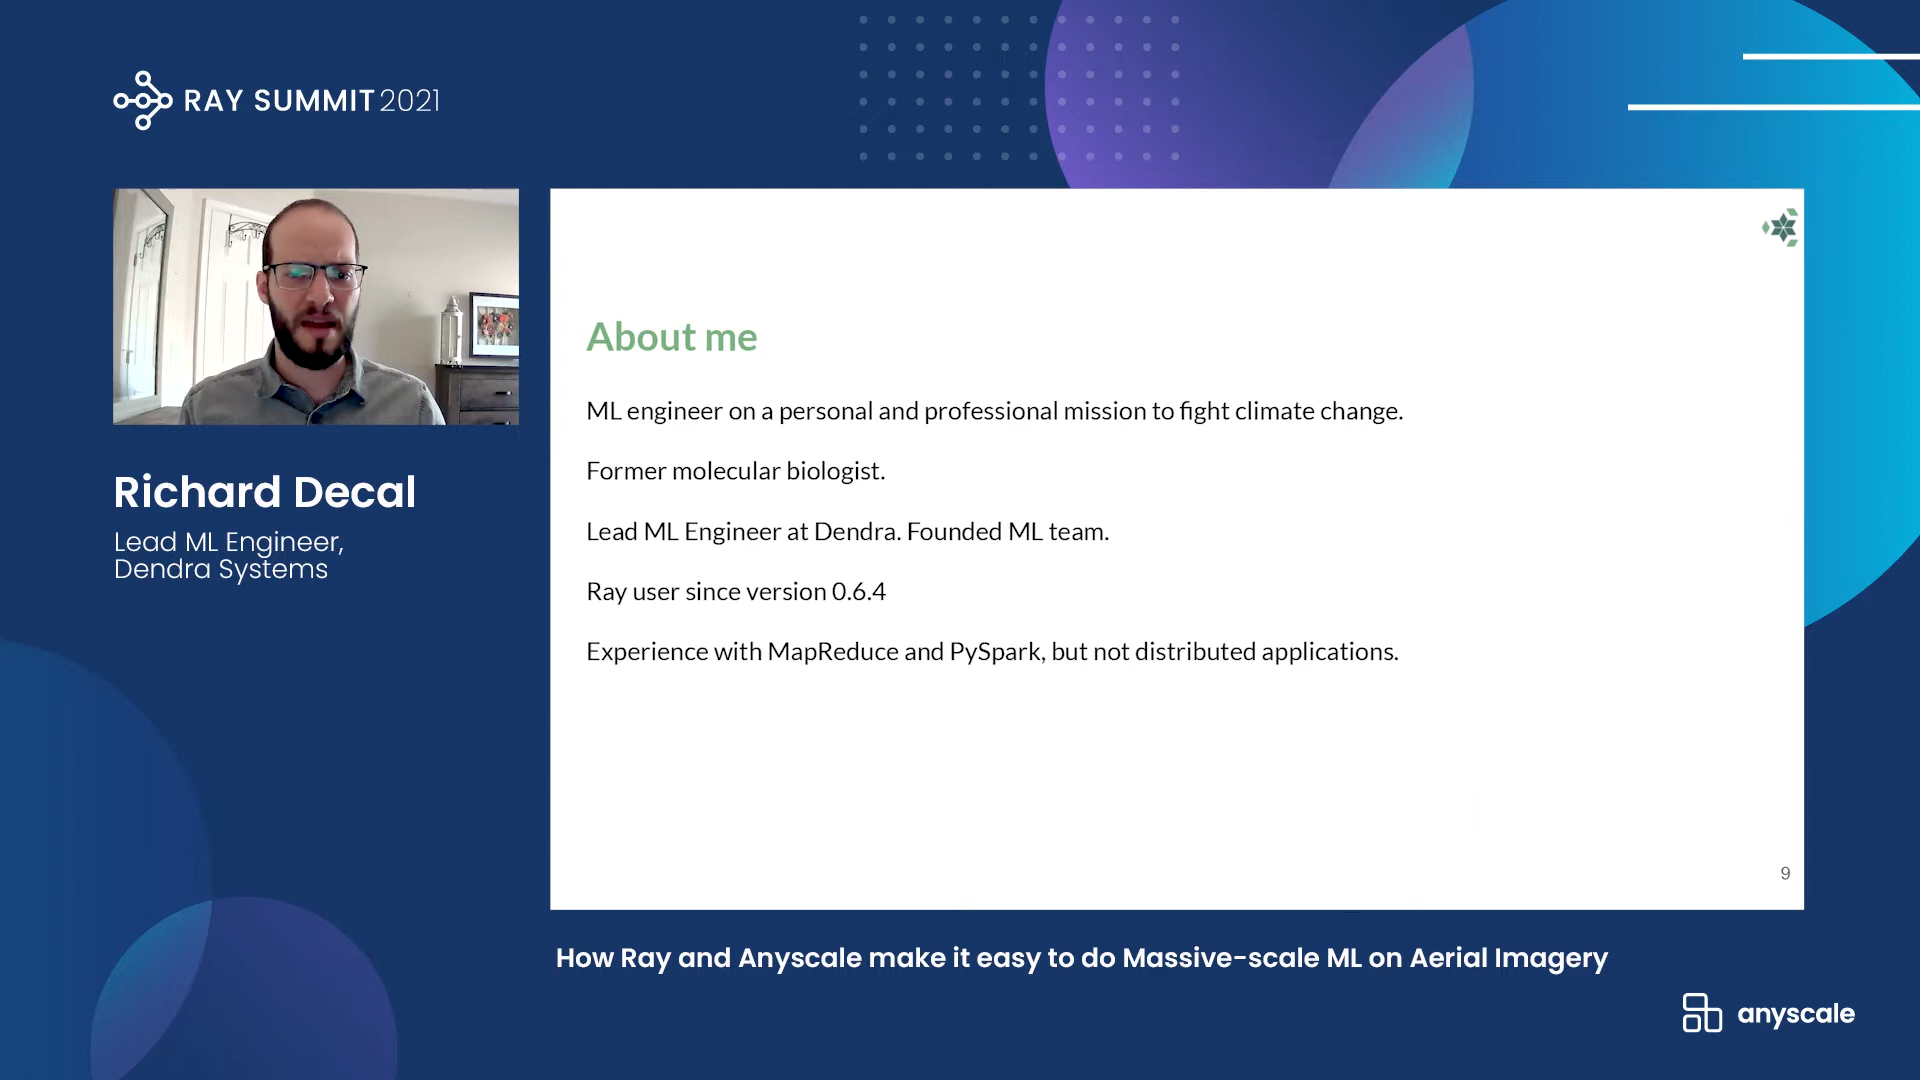 RAY SUMMIT 2021
Richard Decal
Lead ML Engineer,
Dendra Systems
About me
ML engineer on a personal and professional mission to fight climate change.
Former molecular biologist.
Lead ML Engineer at Dendra. Founded ML team.
Ray user since version 0.6.4
Experience with MapReduce and PySpark, but not distributed applications.
9
How Ray and Anyscale make it easy to do Massive-scale ML on Aerial Imagery
anyscale